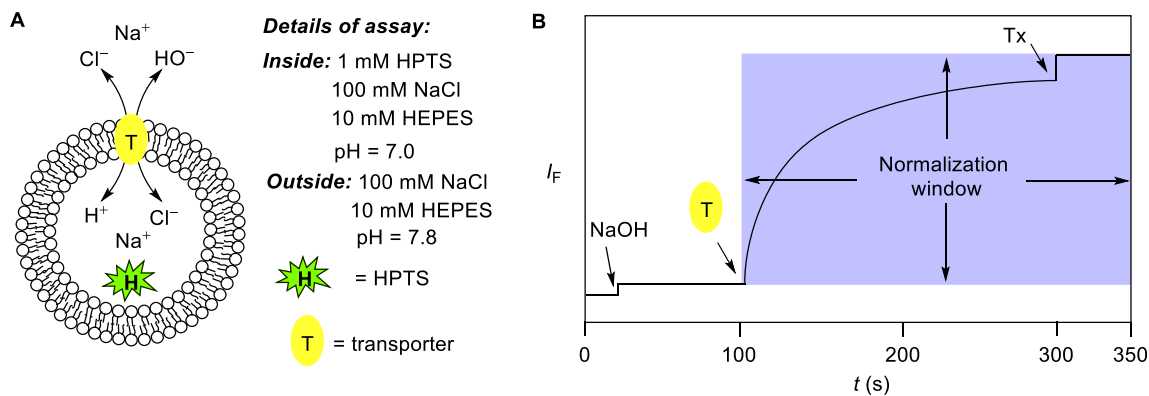 A
Na⁺
Cl⁻
HO⁻
T
H⁺
Cl⁻
Na⁺
H
Details of assay:
Inside: 1 mM HPTS
100 mM NaCl
10 mM HEPES
pH = 7.0
Outside: 100 mM NaCl
10 mM HEPES
pH = 7.8
H = HPTS
T = transporter
B
Tx
Normalization
window
I_F
T
NaOH
0
100
200
300
350
t (s)